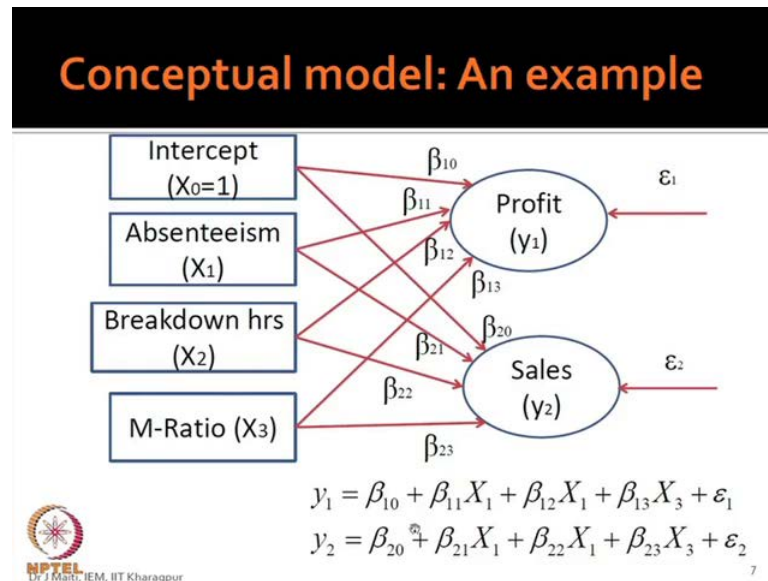 Conceptual model: An example
Intercept
(X₀=1)
Absenteeism
(X₁)
Breakdown hrs
(X₂)
M-Ratio (X₃)
β₁₀
β₁₁
β₁₂
β₁₃
β₂₀
β₂₁
β₂₂
β₂₃
Profit
(y₁)
ε₁
Sales
(y₂)
ε₂
y₁ = β₁₀ + β₁₁X₁ + β₁₂X₁ + β₁₃X₃ + ε₁
y₂ = β₂₀ + β₂₁X₁ + β₂₂X₁ + β₂₃X₃ + ε₂
NPTEL
Dr J Maiti, IEM, IIT Kharagpur
7